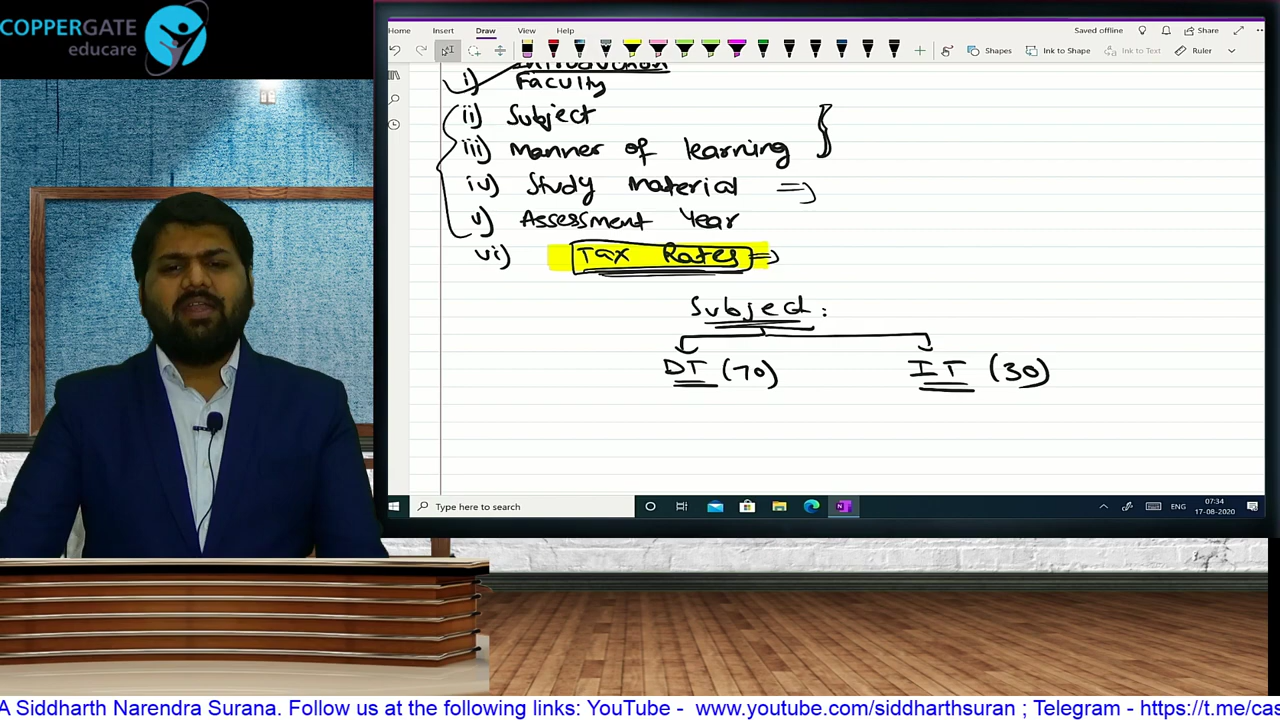 COPPERGATE
educare
Home Insert Draw View Help
Saved offline Share
Shapes Ink to Shape Ink to Text Ruler
Introduction
i) Faculty
ii) Subject
iii) Manner of learning
iv) Study Material ⇒
v) Assessment Year
vi) Tax Rates ⇒
Subject :
DT (70) IT (30)
Type here to search
ENG
07:34
17-08-2020
A Siddharth Narendra Surana. Follow us at the following links: YouTube - www.youtube.com/siddharthsuran ; Telegram - https://t.me/cas